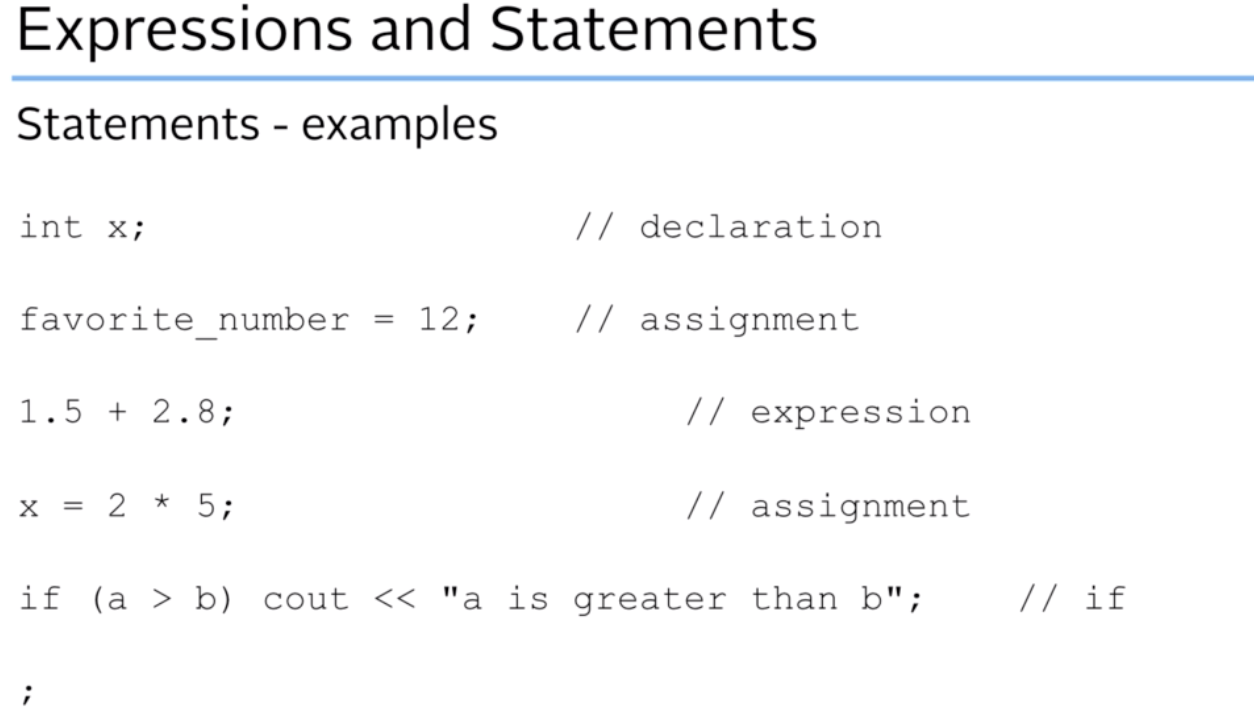 Expressions and Statements
Statements - examples
int x; // declaration
favorite_number = 12; // assignment
1.5 + 2.8; // expression
x = 2 * 5; // assignment
if (a > b) cout << "a is greater than b"; // if
;